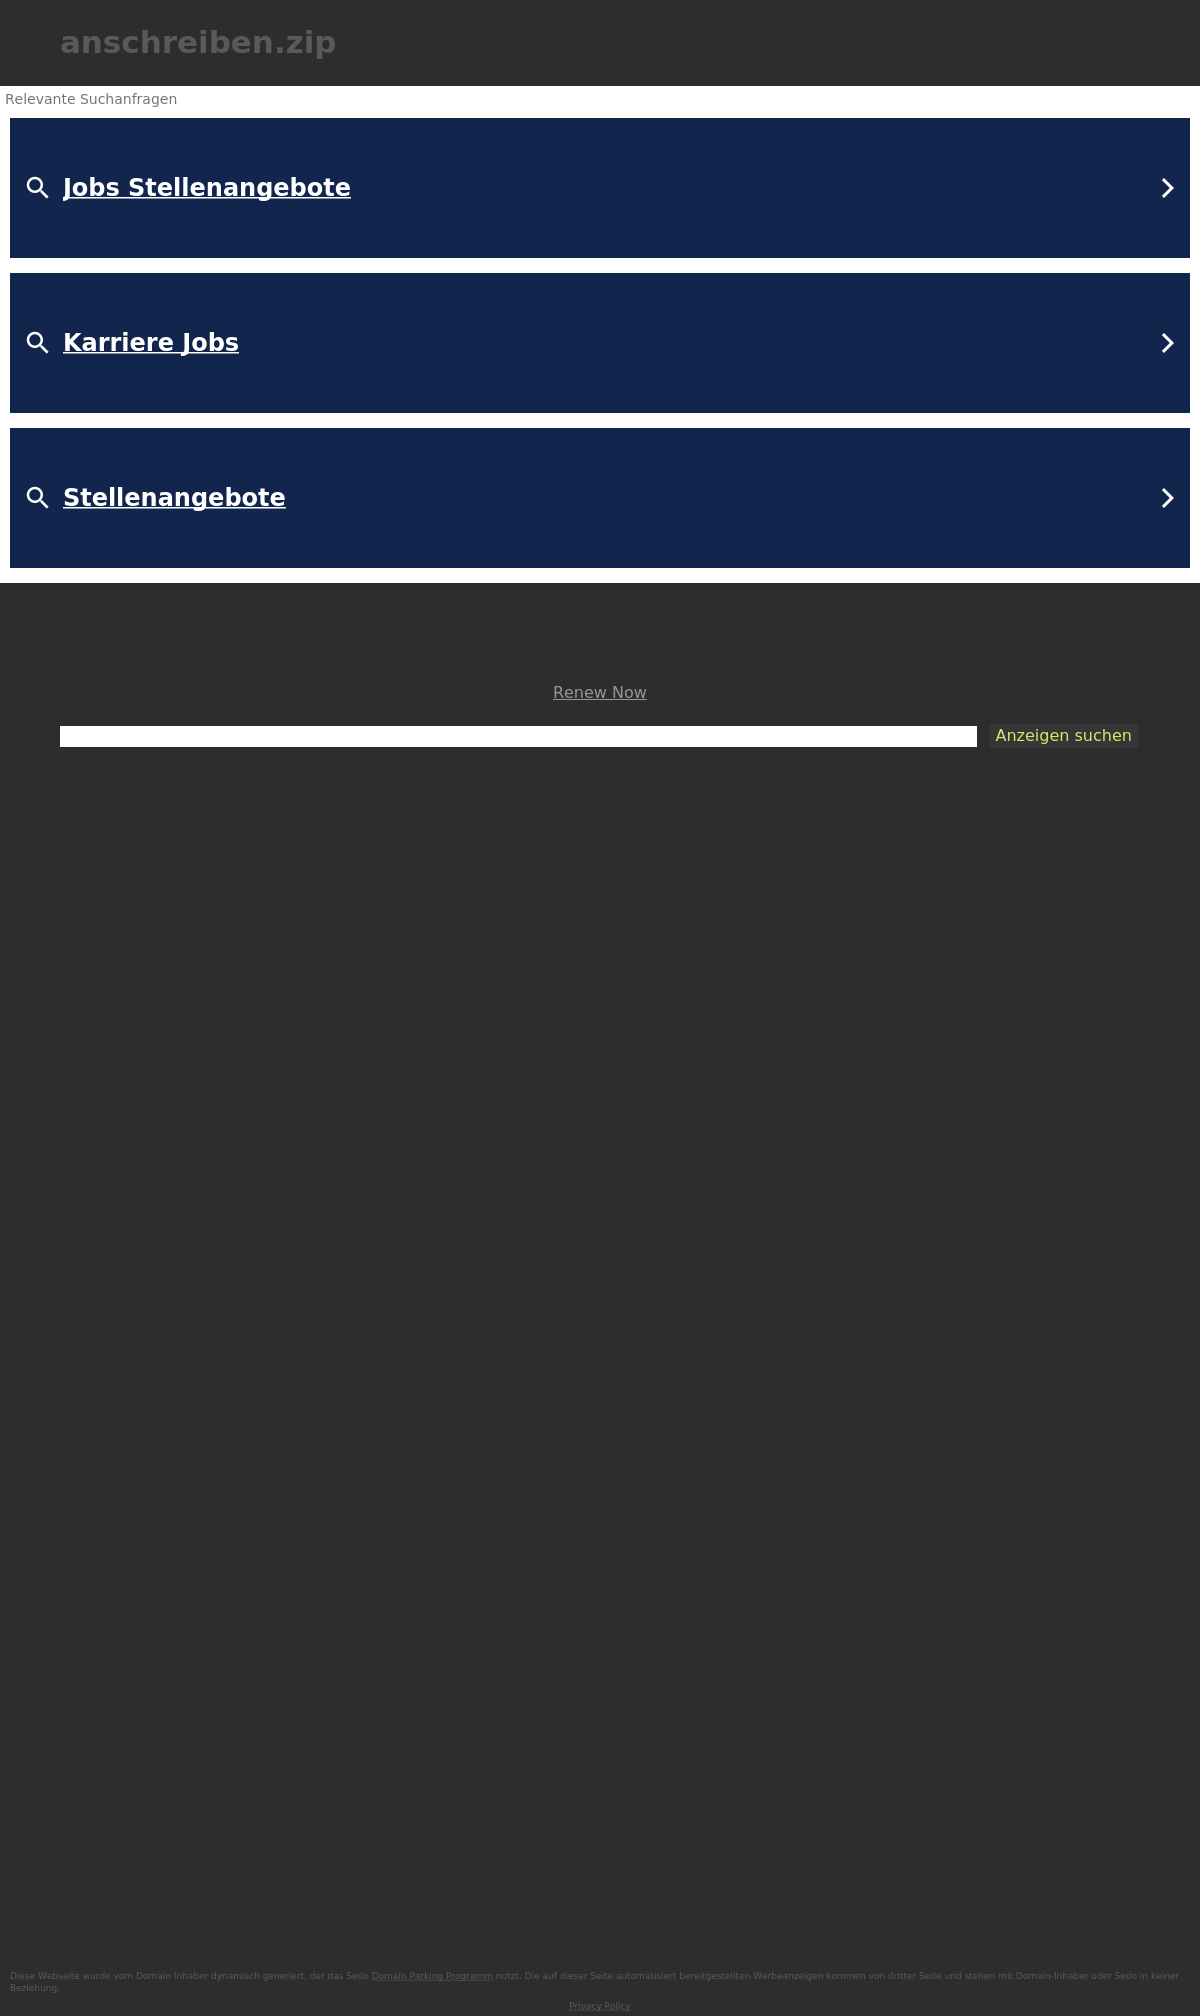 anschreiben.zip
Relevante Suchanfragen
Jobs Stellenangebote
Karriere Jobs
Stellenangebote
Renew Now
Anzeigen suchen
Diese Webseite wurde vom Domain Inhaber dynamisch generiert, der das Sedo Domain Parking Programm nutzt. Die auf dieser Seite automatisiert bereitgestellten Werbeanzeigen kommen von dritter Seite und stehen mit Domain-Inhaber oder Sedo in keiner
Beziehung.
Privacy Policy